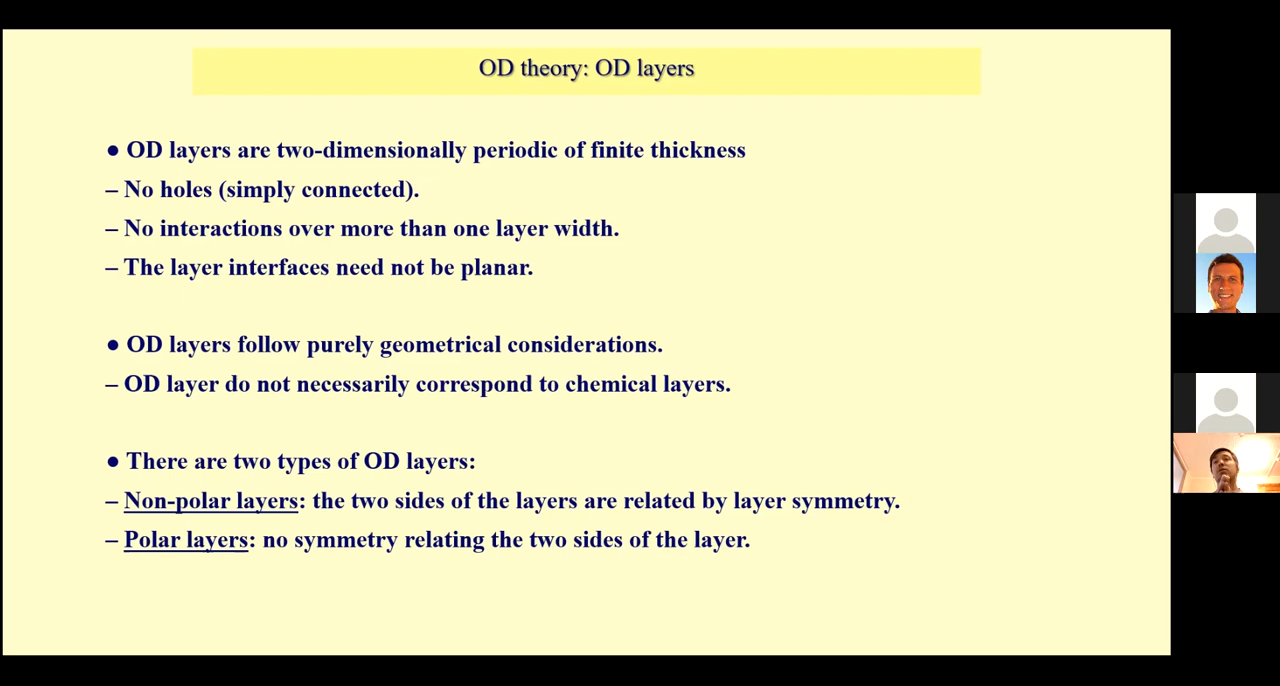 OD theory: OD layers
● OD layers are two-dimensionally periodic of finite thickness
– No holes (simply connected).
– No interactions over more than one layer width.
– The layer interfaces need not be planar.
● OD layers follow purely geometrical considerations.
– OD layer do not necessarily correspond to chemical layers.
● There are two types of OD layers:
– Non-polar layers: the two sides of the layers are related by layer symmetry.
– Polar layers: no symmetry relating the two sides of the layer.